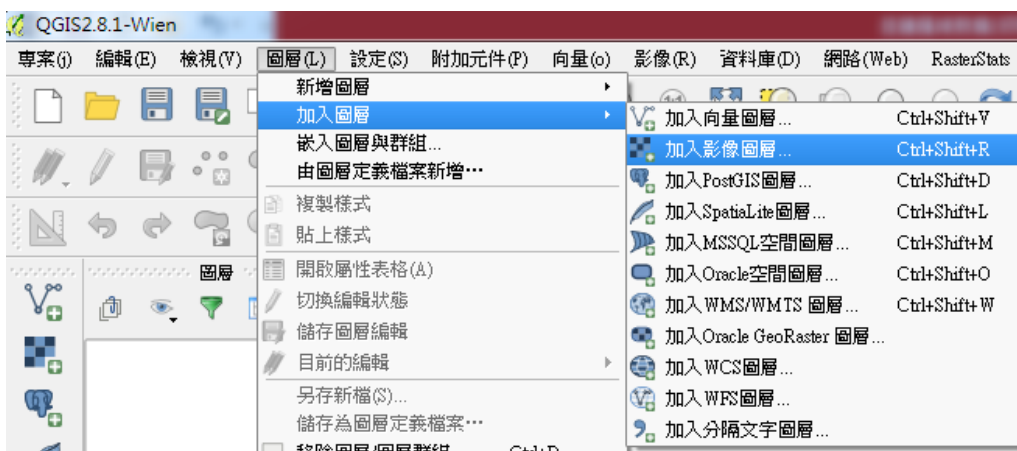 QGIS2.8.1-Wien
專案(j) 編輯(E) 檢視(V) 圖層(L) 設定(S) 附加元件(P) 向量(o) 影像(R) 資料庫(D) 網路(Web) RasterStats
新增圖層
加入圖層
嵌入圖層與群組...
由圖層定義檔案新增…
複製樣式
貼上樣式
開啟屬性表格(A)
切換編輯狀態
儲存圖層編輯
目前的編輯
另存新檔(S)...
儲存為圖層定義檔案…
移除圖層/圖層群組 Ctrl+D
加入向量圖層... Ctrl+Shift+V
加入影像圖層... Ctrl+Shift+R
加入PostGIS圖層... Ctrl+Shift+D
加入SpatiaLite圖層... Ctrl+Shift+L
加入MSSQL空間圖層... Ctrl+Shift+M
加入Oracle空間圖層... Ctrl+Shift+O
加入WMS/WMTS 圖層... Ctrl+Shift+W
加入Oracle GeoRaster 圖層...
加入WCS圖層...
加入WFS圖層...
加入分隔文字圖層...
圖層